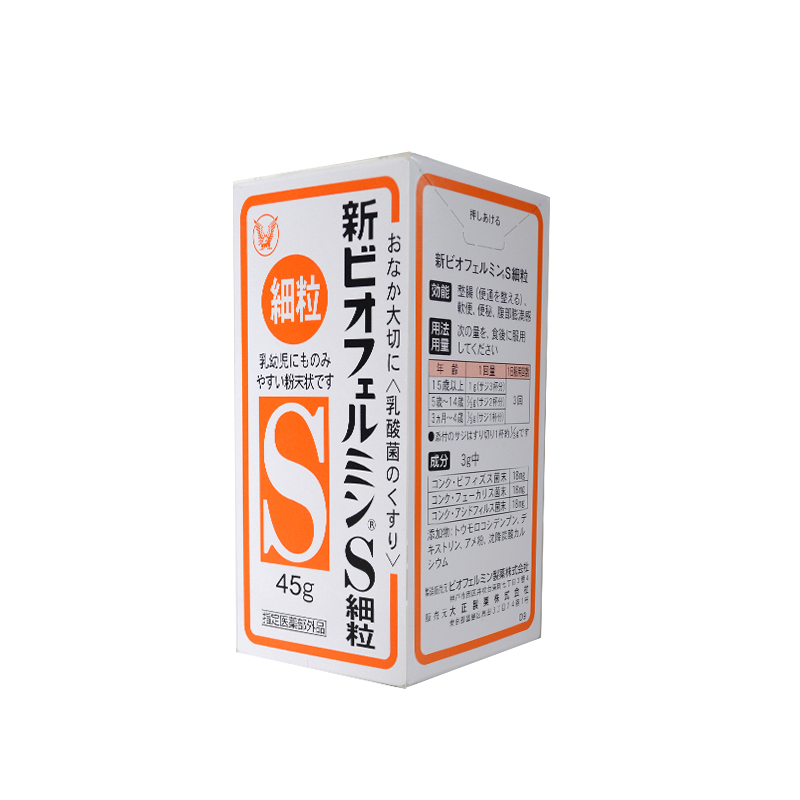 おなか大切に〈乳酸菌のくすり〉
新ビオフェルミン®S細粒
細粒
乳幼児にものみ
やすい粉末状です
S
45g
指定医薬部外品
押しあける
新ビオフェルミンS細粒
効能 整腸(便通を整える)、
軟便、便秘、腹部膨満感
用法
用量
次の量を、食後に服用
してください
年齢 1回量 1日服用回数
15歳以上 1g(サジ3杯分)
5歳〜14歳 ⅔g(サジ2杯分) 3回
3ヵ月〜4歳 ⅓g(サジ1杯分)
●添付のサジはすり切り1杯約⅓gです
成分 3g中
コンク・ビフィズス菌末 18mg
コンク・フェーカリス菌末 18mg
コンク・アシドフィルス菌末 18mg
添加物:トウモロコシデンプン、デ
キストリン、アメ粉、沈降炭酸カル
シウム
製造販売元 ビオフェルミン製薬株式会社
販売元 大正製薬株式会社
D9